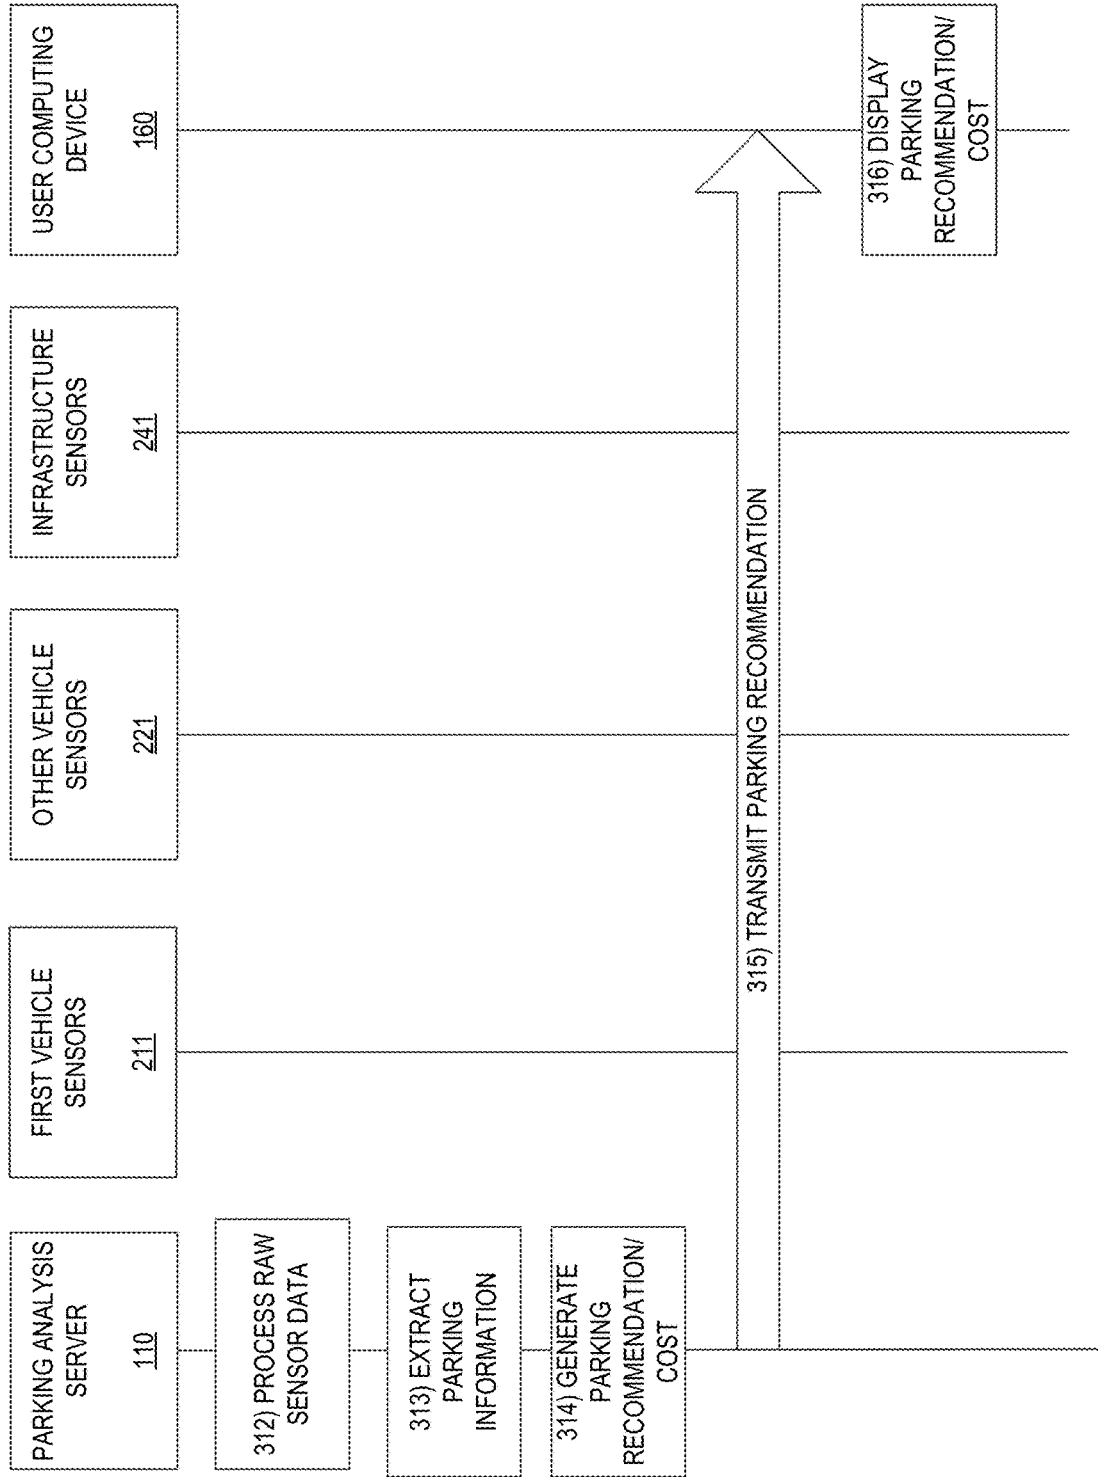 PARKING ANALYSIS
SERVER
110
FIRST VEHICLE
SENSORS
211
OTHER VEHICLE
SENSORS
221
INFRASTRUCTURE
SENSORS
241
USER COMPUTING
DEVICE
160
312) PROCESS RAW
SENSOR DATA
313) EXTRACT
PARKING
INFORMATION
314) GENERATE
PARKING
RECOMMENDATION/
COST
315) TRANSMIT PARKING RECOMMENDATION
316) DISPLAY
PARKING
RECOMMENDATION/
COST